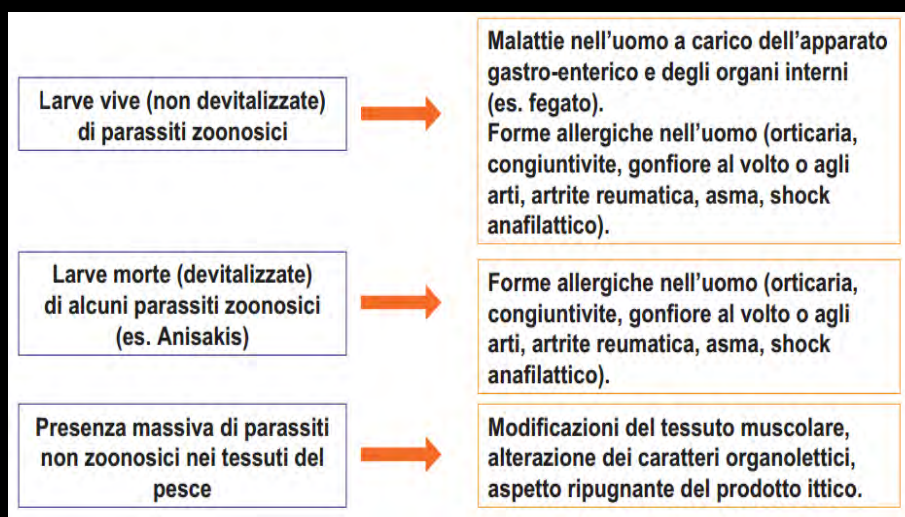 Larve vive (non devitalizzate)
di parassiti zoonosici
Malattie nell'uomo a carico dell'apparato
gastro-enterico e degli organi interni
(es. fegato).
Forme allergiche nell'uomo (orticaria,
congiuntivite, gonfiore al volto o agli
arti, artrite reumatica, asma, shock
anafilattico).
Larve morte (devitalizzate)
di alcuni parassiti zoonosici
(es. Anisakis)
Forme allergiche nell'uomo (orticaria,
congiuntivite, gonfiore al volto o agli
arti, artrite reumatica, asma, shock
anafilattico).
Presenza massiva di parassiti
non zoonosici nei tessuti del
pesce
Modificazioni del tessuto muscolare,
alterazione dei caratteri organolettici,
aspetto ripugnante del prodotto ittico.